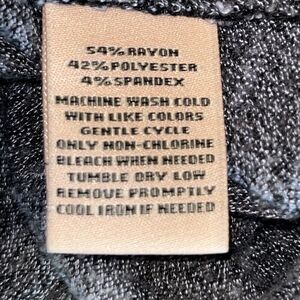 54% RAYON
42% POLYESTER
4% SPANDEX
MACHINE WASH COLD
WITH LIKE COLORS
GENTLE CYCLE
ONLY NON-CHLORINE
BLEACH WHEN NEEDED
TUMBLE DRY LOW
REMOVE PROMPTLY
COOL IRON IF NEEDED